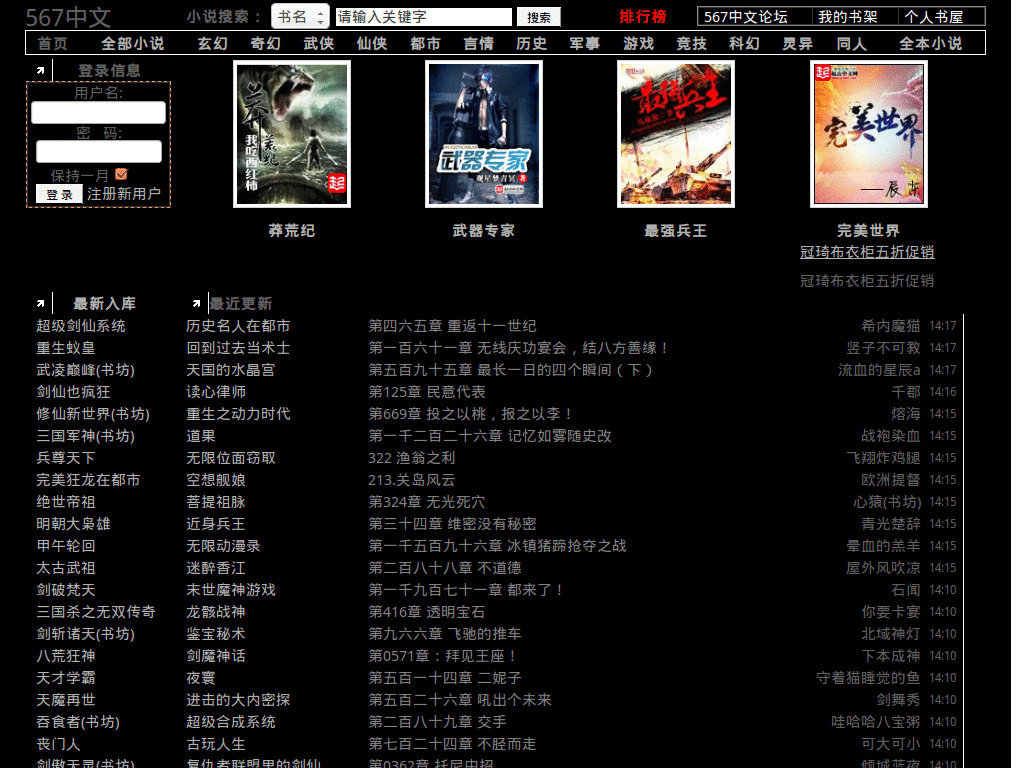 567中文 小说搜索： 书名 请输入关键字 搜索 排行榜 567中文论坛 我的书架 个人书屋
首页 全部小说 玄幻 奇幻 武侠 仙侠 都市 言情 历史 军事 游戏 竞技 科幻 灵异 同人 全本小说
登录信息
用户名:
密 码:
保持一月
登 录 注册新用户
莽荒纪
我吃西红柿
起
武器专家
观星梦青冥 著
最强兵王
起
完美世界
——辰东
莽荒纪 武器专家 最强兵王 完美世界
冠琦布衣柜五折促销
冠琦布衣柜五折促销
最新入库 最近更新
超级剑仙系统 历史名人在都市 第四六五章 重返十一世纪 希内魔猫 14:17
重生蚁皇 回到过去当术士 第一百六十一章 无线庆功宴会，结八方善缘！ 竖子不可教 14:17
武凌巅峰(书坊) 天国的水晶宫 第五百九十五章 最长一日的四个瞬间（下） 流血的星辰a 14:17
剑仙也疯狂 读心律师 第125章 民意代表 千郡 14:16
修仙新世界(书坊) 重生之动力时代 第669章 投之以桃，报之以李！ 熔海 14:15
三国军神(书坊) 道果 第一千二百二十六章 记忆如雾随史改 战袍染血 14:15
兵尊天下 无限位面窃取 322 渔翁之利 飞翔炸鸡腿 14:15
完美狂龙在都市 空想舰娘 213.关岛风云 欧洲提督 14:15
绝世帝祖 菩提祖脉 第324章 无光死穴 心猿(书坊) 14:15
明朝大枭雄 近身兵王 第三十四章 维密没有秘密 青光楚辞 14:15
甲午轮回 无限动漫录 第一千五百九十六章 冰镇猪蹄抢夺之战 晕血的羔羊 14:15
太古武祖 迷醉香江 第二百八十八章 不道德 屋外风吹凉 14:15
剑破梵天 末世魔神游戏 第一千九百七十一章 都来了！ 石闻 14:10
三国杀之无双传奇 龙骸战神 第416章 透明宝石 你要卡宴 14:10
剑斩诸天(书坊) 鉴宝秘术 第九六六章 飞驰的推车 北域神灯 14:10
八荒狂神 剑魔神话 第0571章：拜见王座！ 下本成神 14:10
天才学霸 夜寰 第五百一十四章 二妮子 守着猫睡觉的鱼 14:10
天魔再世 进击的大内密探 第五百二十六章 吼出个未来 剑舞秀 14:10
吞食者(书坊) 超级合成系统 第二百八十九章 交手 哇哈哈八宝粥 14:10
丧门人 古玩人生 第七百二十四章 不胫而走 可大可小 14:10
剑傲天灵(书坊) 复仇者联盟里的剑仙 第0362章 托尼中招 倾城蓝夜 14:10